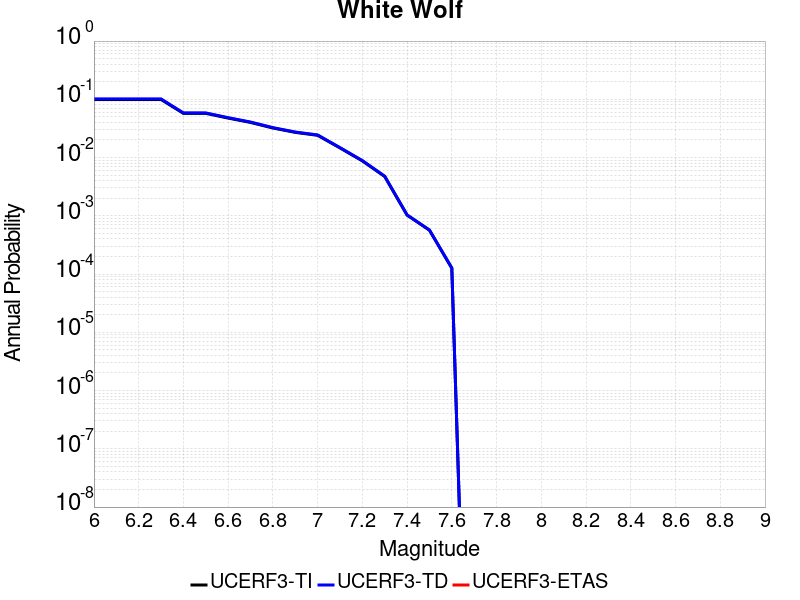 White Wolf
10^0
10^-1
10^-2
10^-3
10^-4
10^-5
10^-6
10^-7
10^-8
Annual Probability
6 6.2 6.4 6.6 6.8 7 7.2 7.4 7.6 7.8 8 8.2 8.4 8.6 8.8 9
Magnitude
UCERF3-TI UCERF3-TD UCERF3-ETAS